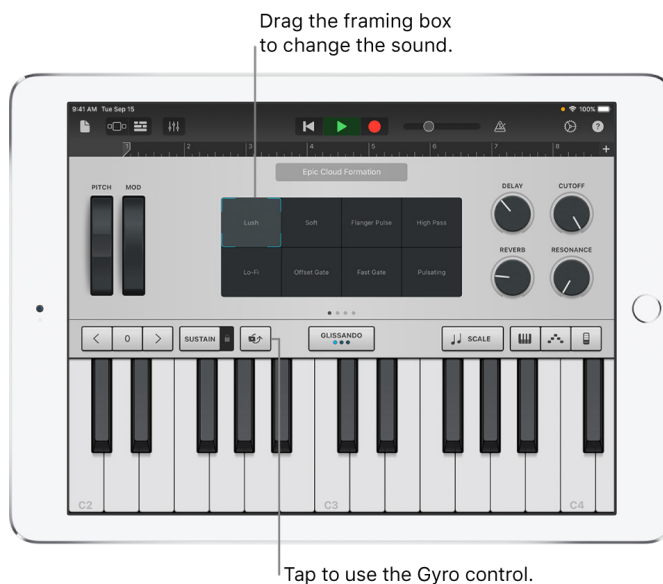 Drag the framing box
to change the sound.
9:41 AM Tue Sep 15
100%
1 2 3 4 5 6 7 8 +
?
Epic Cloud Formation
PITCH MOD
DELAY CUTOFF
Lush Soft Flanger Pulse High Pass
REVERB RESONANCE
Lo-Fi Offset Gate Fast Gate Pulsating
0 SUSTAIN GLISSANDO SCALE
C2 C3 C4
Tap to use the Gyro control.